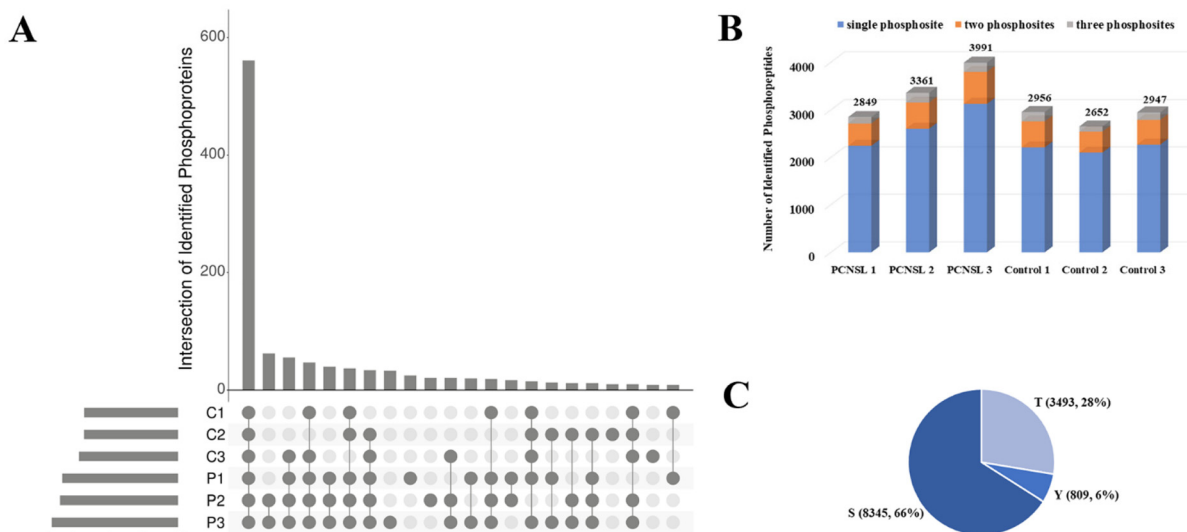 A
Intersection of Identified Phosphoproteins
600
400
200
0
C1
C2
C3
P1
P2
P3
B
single phosphosite two phosphosites three phosphosites
Number of Identified Phosphopeptides
4000
3000
2000
1000
0
2849
3361
3991
2956
2652
2947
PCNSL 1 PCNSL 2 PCNSL 3 Control 1 Control 2 Control 3
C
T (3493, 28%)
Y (809, 6%)
S (8345, 66%)